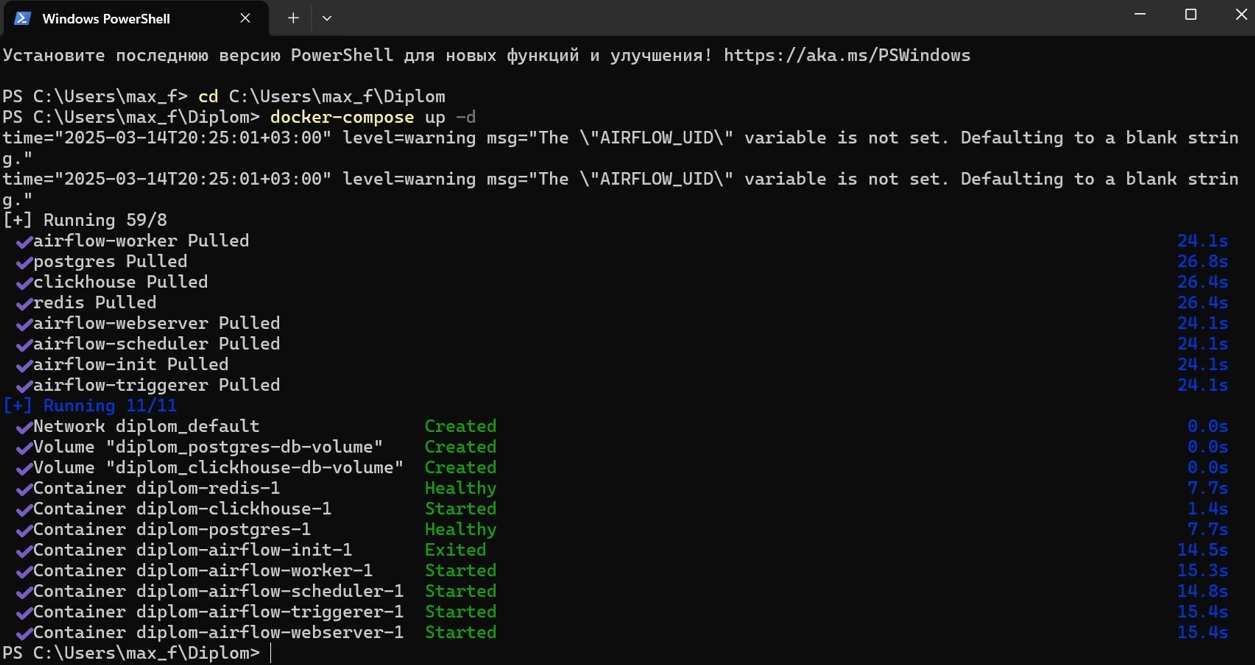 Windows PowerShell
Установите последнюю версию PowerShell для новых функций и улучшения! https://aka.ms/PSWindows
PS C:\Users\max_f> cd C:\Users\max_f\Diplom
PS C:\Users\max_f\Diplom> docker-compose up -d
time="2025-03-14T20:25:01+03:00" level=warning msg="The \"AIRFLOW_UID\" variable is not set. Defaulting to a blank strin
g."
time="2025-03-14T20:25:01+03:00" level=warning msg="The \"AIRFLOW_UID\" variable is not set. Defaulting to a blank strin
g."
[+] Running 59/8
✔airflow-worker Pulled 24.1s
✔postgres Pulled 26.8s
✔clickhouse Pulled 26.4s
✔redis Pulled 26.4s
✔airflow-webserver Pulled 24.1s
✔airflow-scheduler Pulled 24.1s
✔airflow-init Pulled 24.1s
✔airflow-triggerer Pulled 24.1s
[+] Running 11/11
✔Network diplom_default Created 0.0s
✔Volume "diplom_postgres-db-volume" Created 0.0s
✔Volume "diplom_clickhouse-db-volume" Created 0.0s
✔Container diplom-redis-1 Healthy 7.7s
✔Container diplom-clickhouse-1 Started 1.4s
✔Container diplom-postgres-1 Healthy 7.7s
✔Container diplom-airflow-init-1 Exited 14.5s
✔Container diplom-airflow-worker-1 Started 15.3s
✔Container diplom-airflow-scheduler-1 Started 14.8s
✔Container diplom-airflow-triggerer-1 Started 15.4s
✔Container diplom-airflow-webserver-1 Started 15.4s
PS C:\Users\max_f\Diplom>